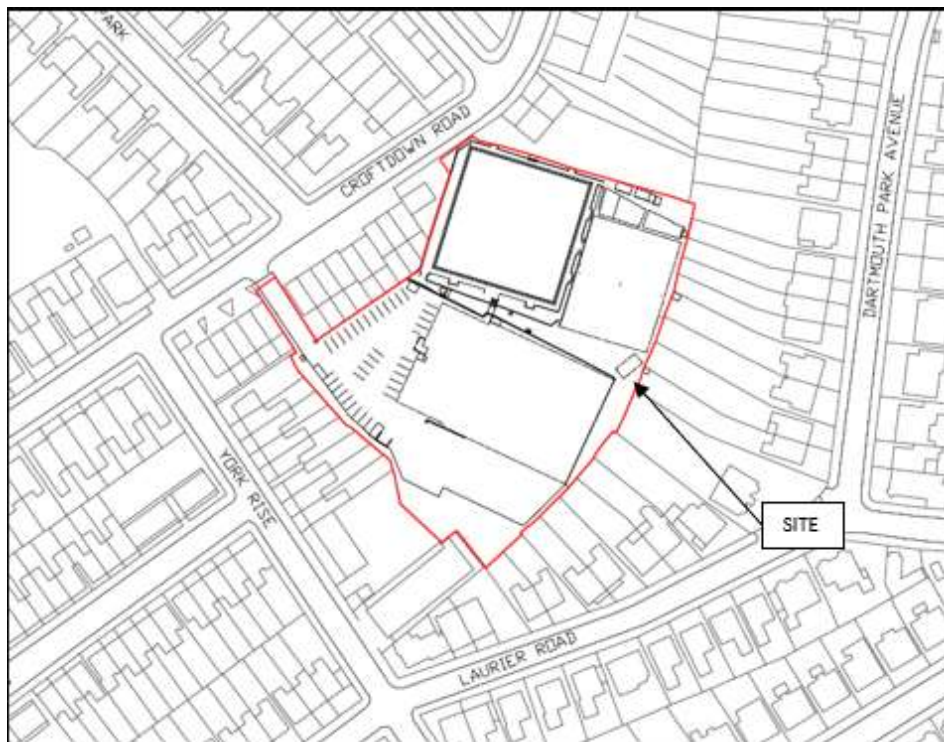 PARK
CROFTDOWN ROAD
DARTMOUTH PARK AVENUE
YORK RISE
SITE
LAURIER ROAD